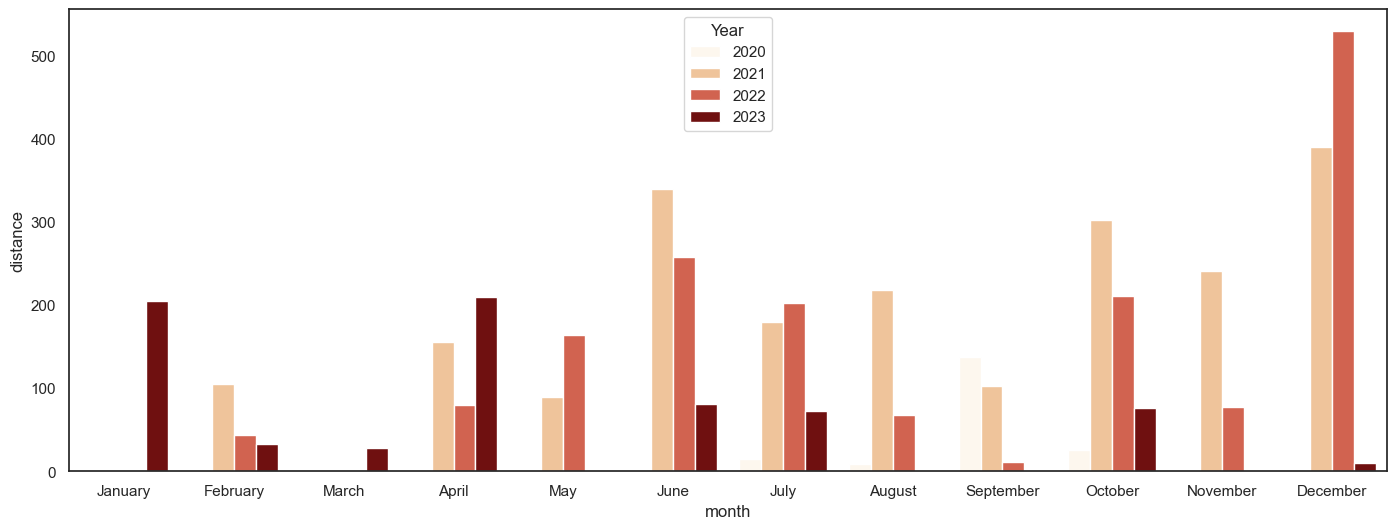 Year
2020
2021
2022
2023
500
400
300
200
100
0
distance
January February March April May June July August September October November December
month